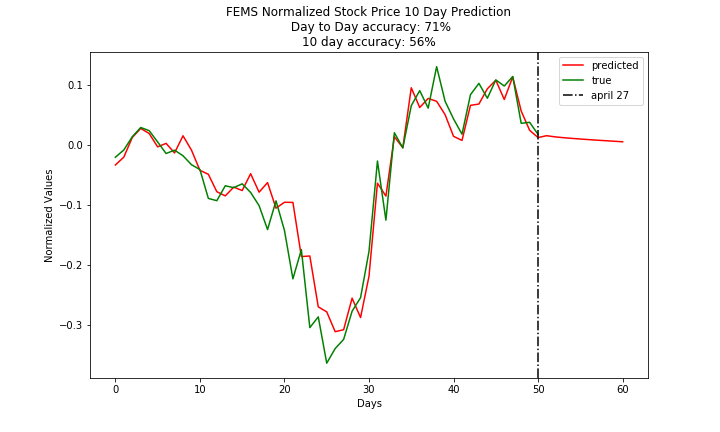 FEMS Normalized Stock Price 10 Day Prediction
Day to Day accuracy: 71%
10 day accuracy: 56%
predicted
true
april 27
Normalized Values
0.1
0.0
−0.1
−0.2
−0.3
0
10
20
30
40
50
60
Days